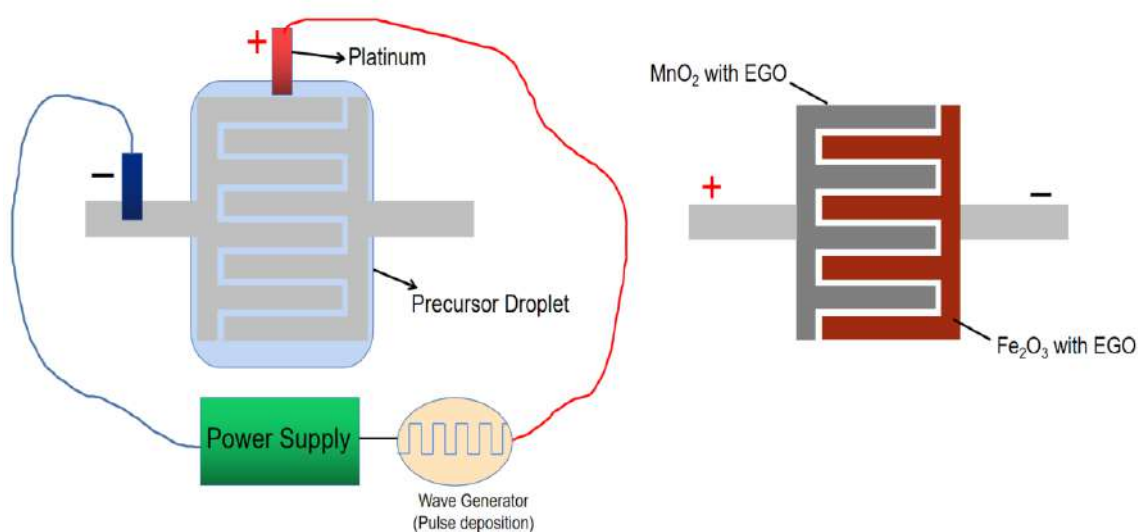 +
Platinum
−
Precursor Droplet
Power Supply
Wave Generator
(Pulse deposition)
MnO₂ with EGO
+
−
Fe₂O₃ with EGO